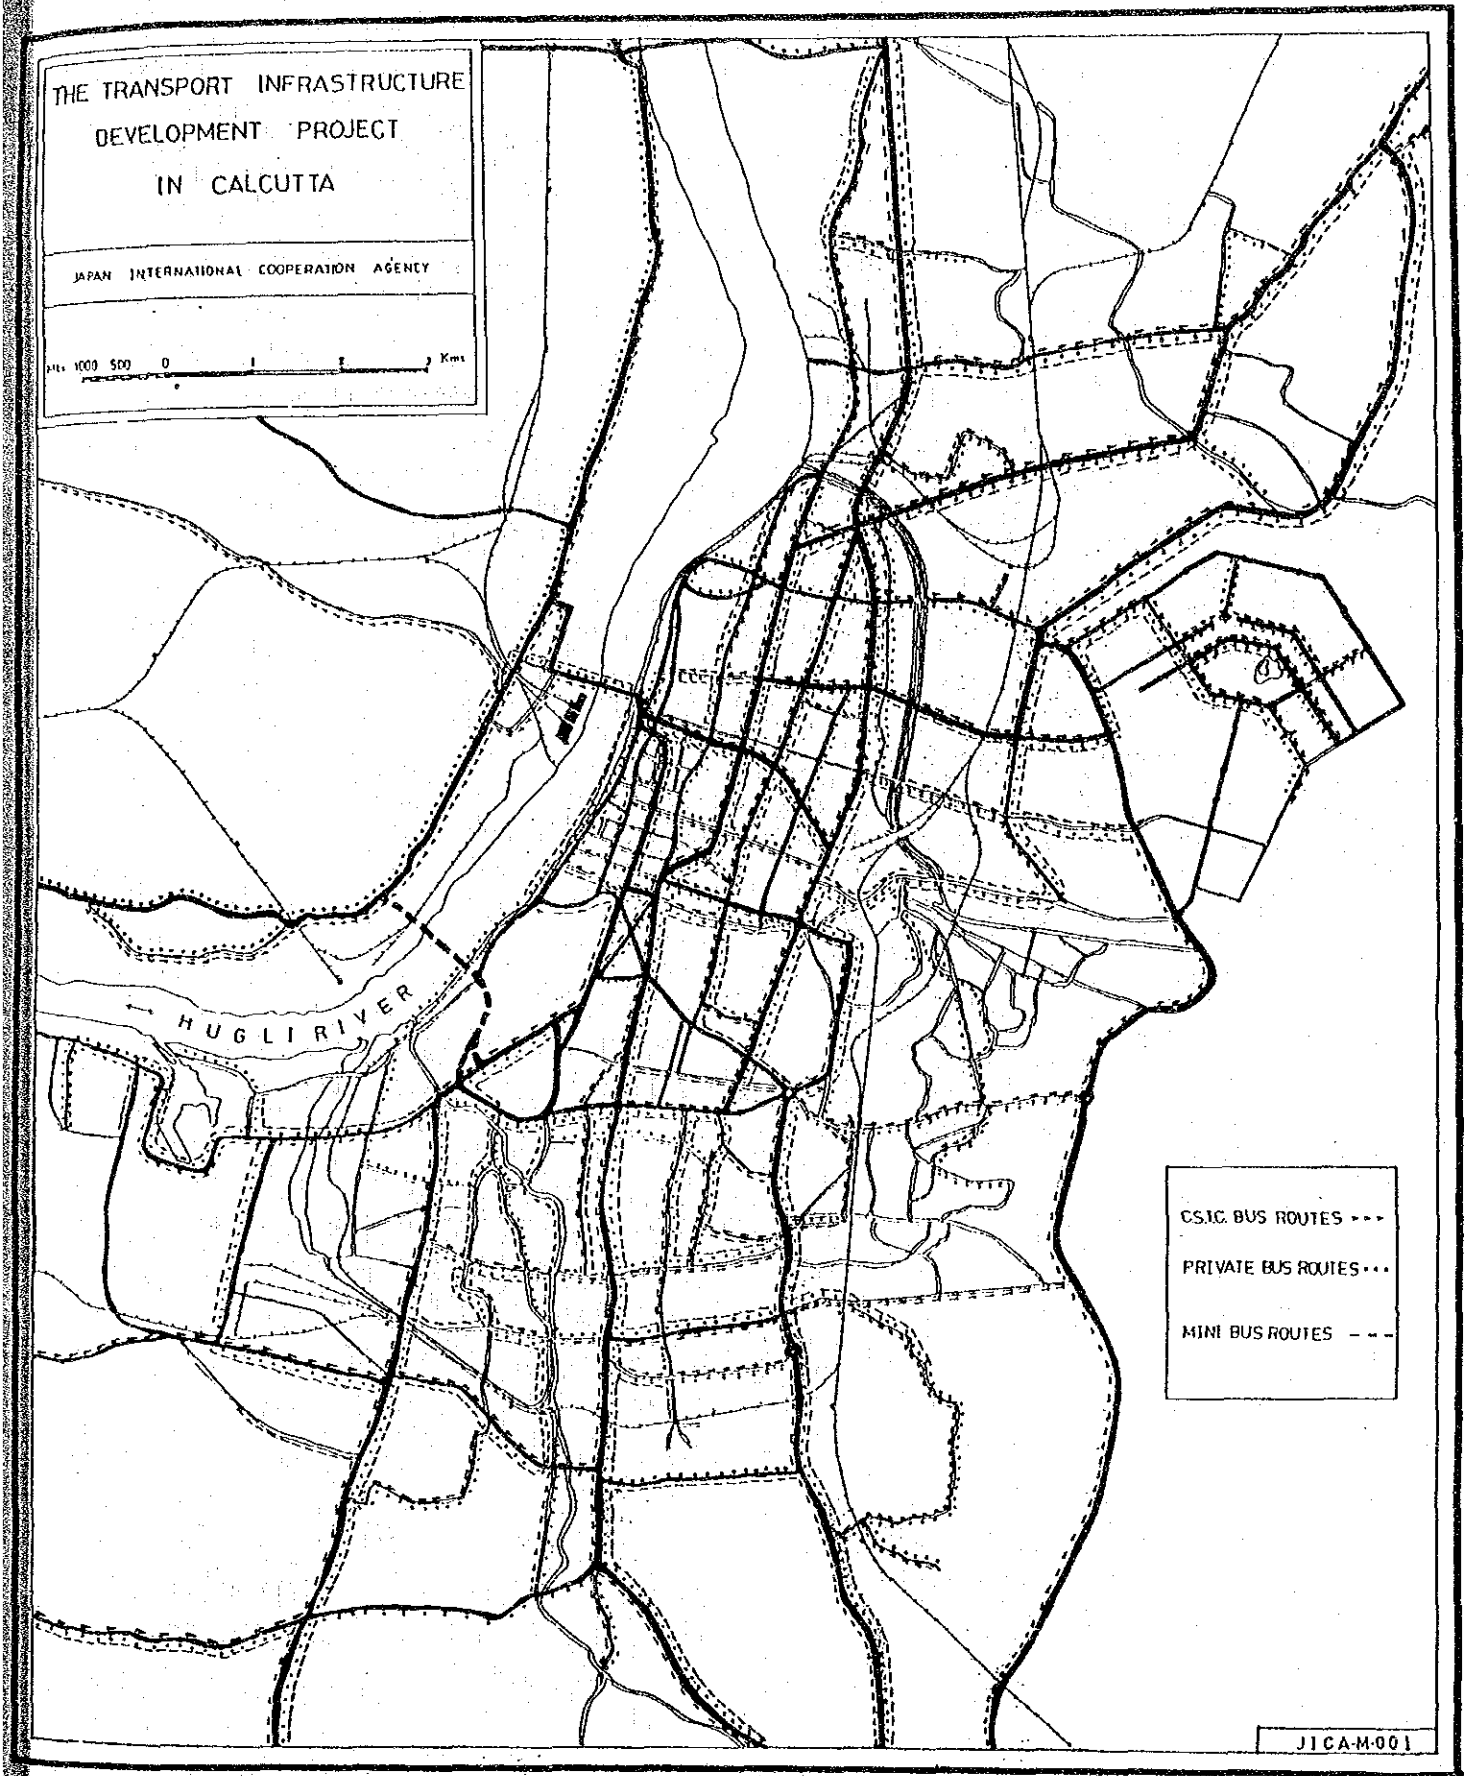 THE TRANSPORT INFRASTRUCTURE
DEVELOPMENT PROJECT
IN CALCUTTA
JAPAN INTERNATIONAL COOPERATION AGENCY
1000 500 0 1 2 3 Kms
HUGLI RIVER
C.S.T.C. BUS ROUTES
PRIVATE BUS ROUTES
MINI BUS ROUTES
JICA-M-001